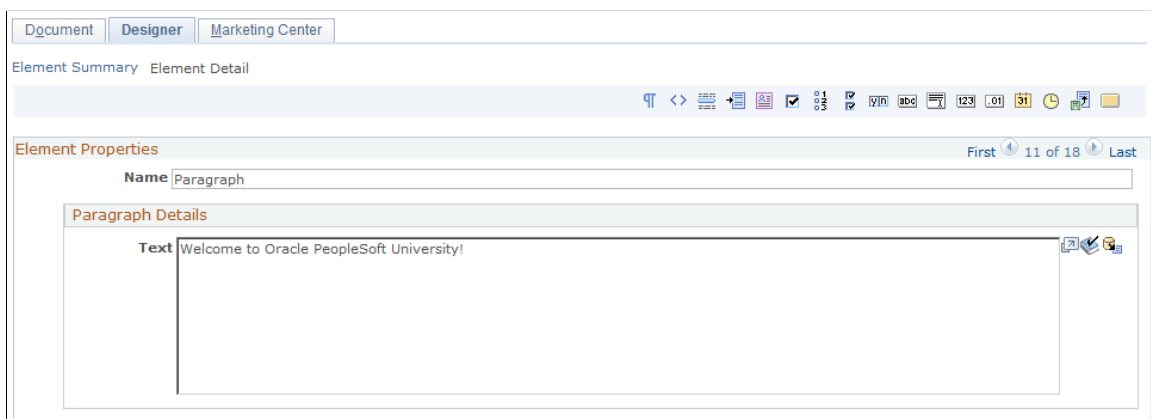 Document Designer Marketing Center
Element Summary Element Detail
Element Properties First 11 of 18 Last
Name Paragraph
Paragraph Details
Text Welcome to Oracle PeopleSoft University!